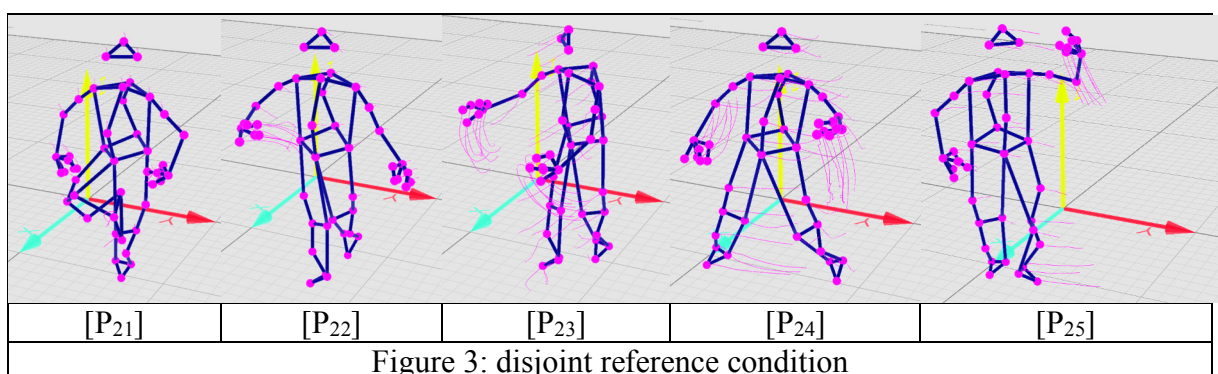 [P21] [P22] [P23] [P24] [P25]
Figure 3: disjoint reference condition